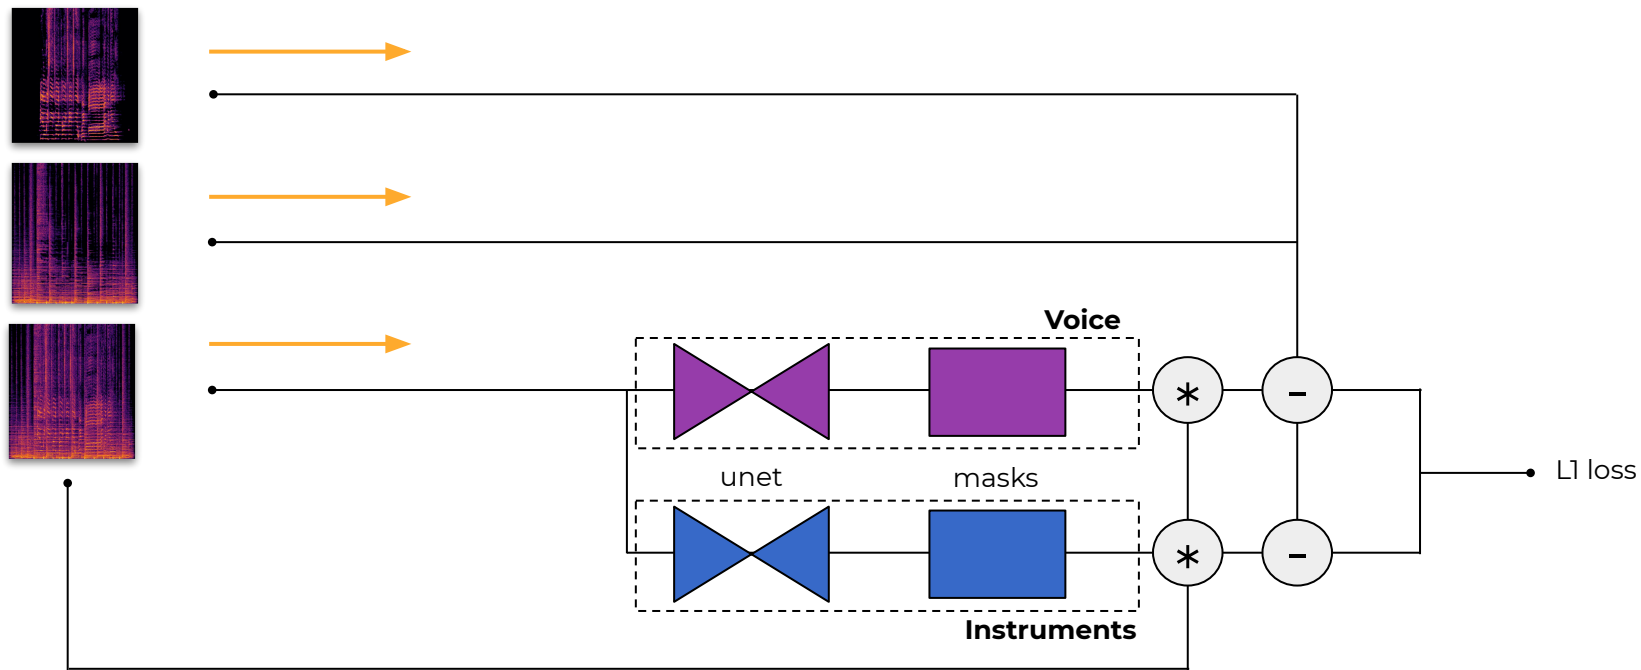 Voice
*
-
unet
masks
L1 loss
*
-
Instruments